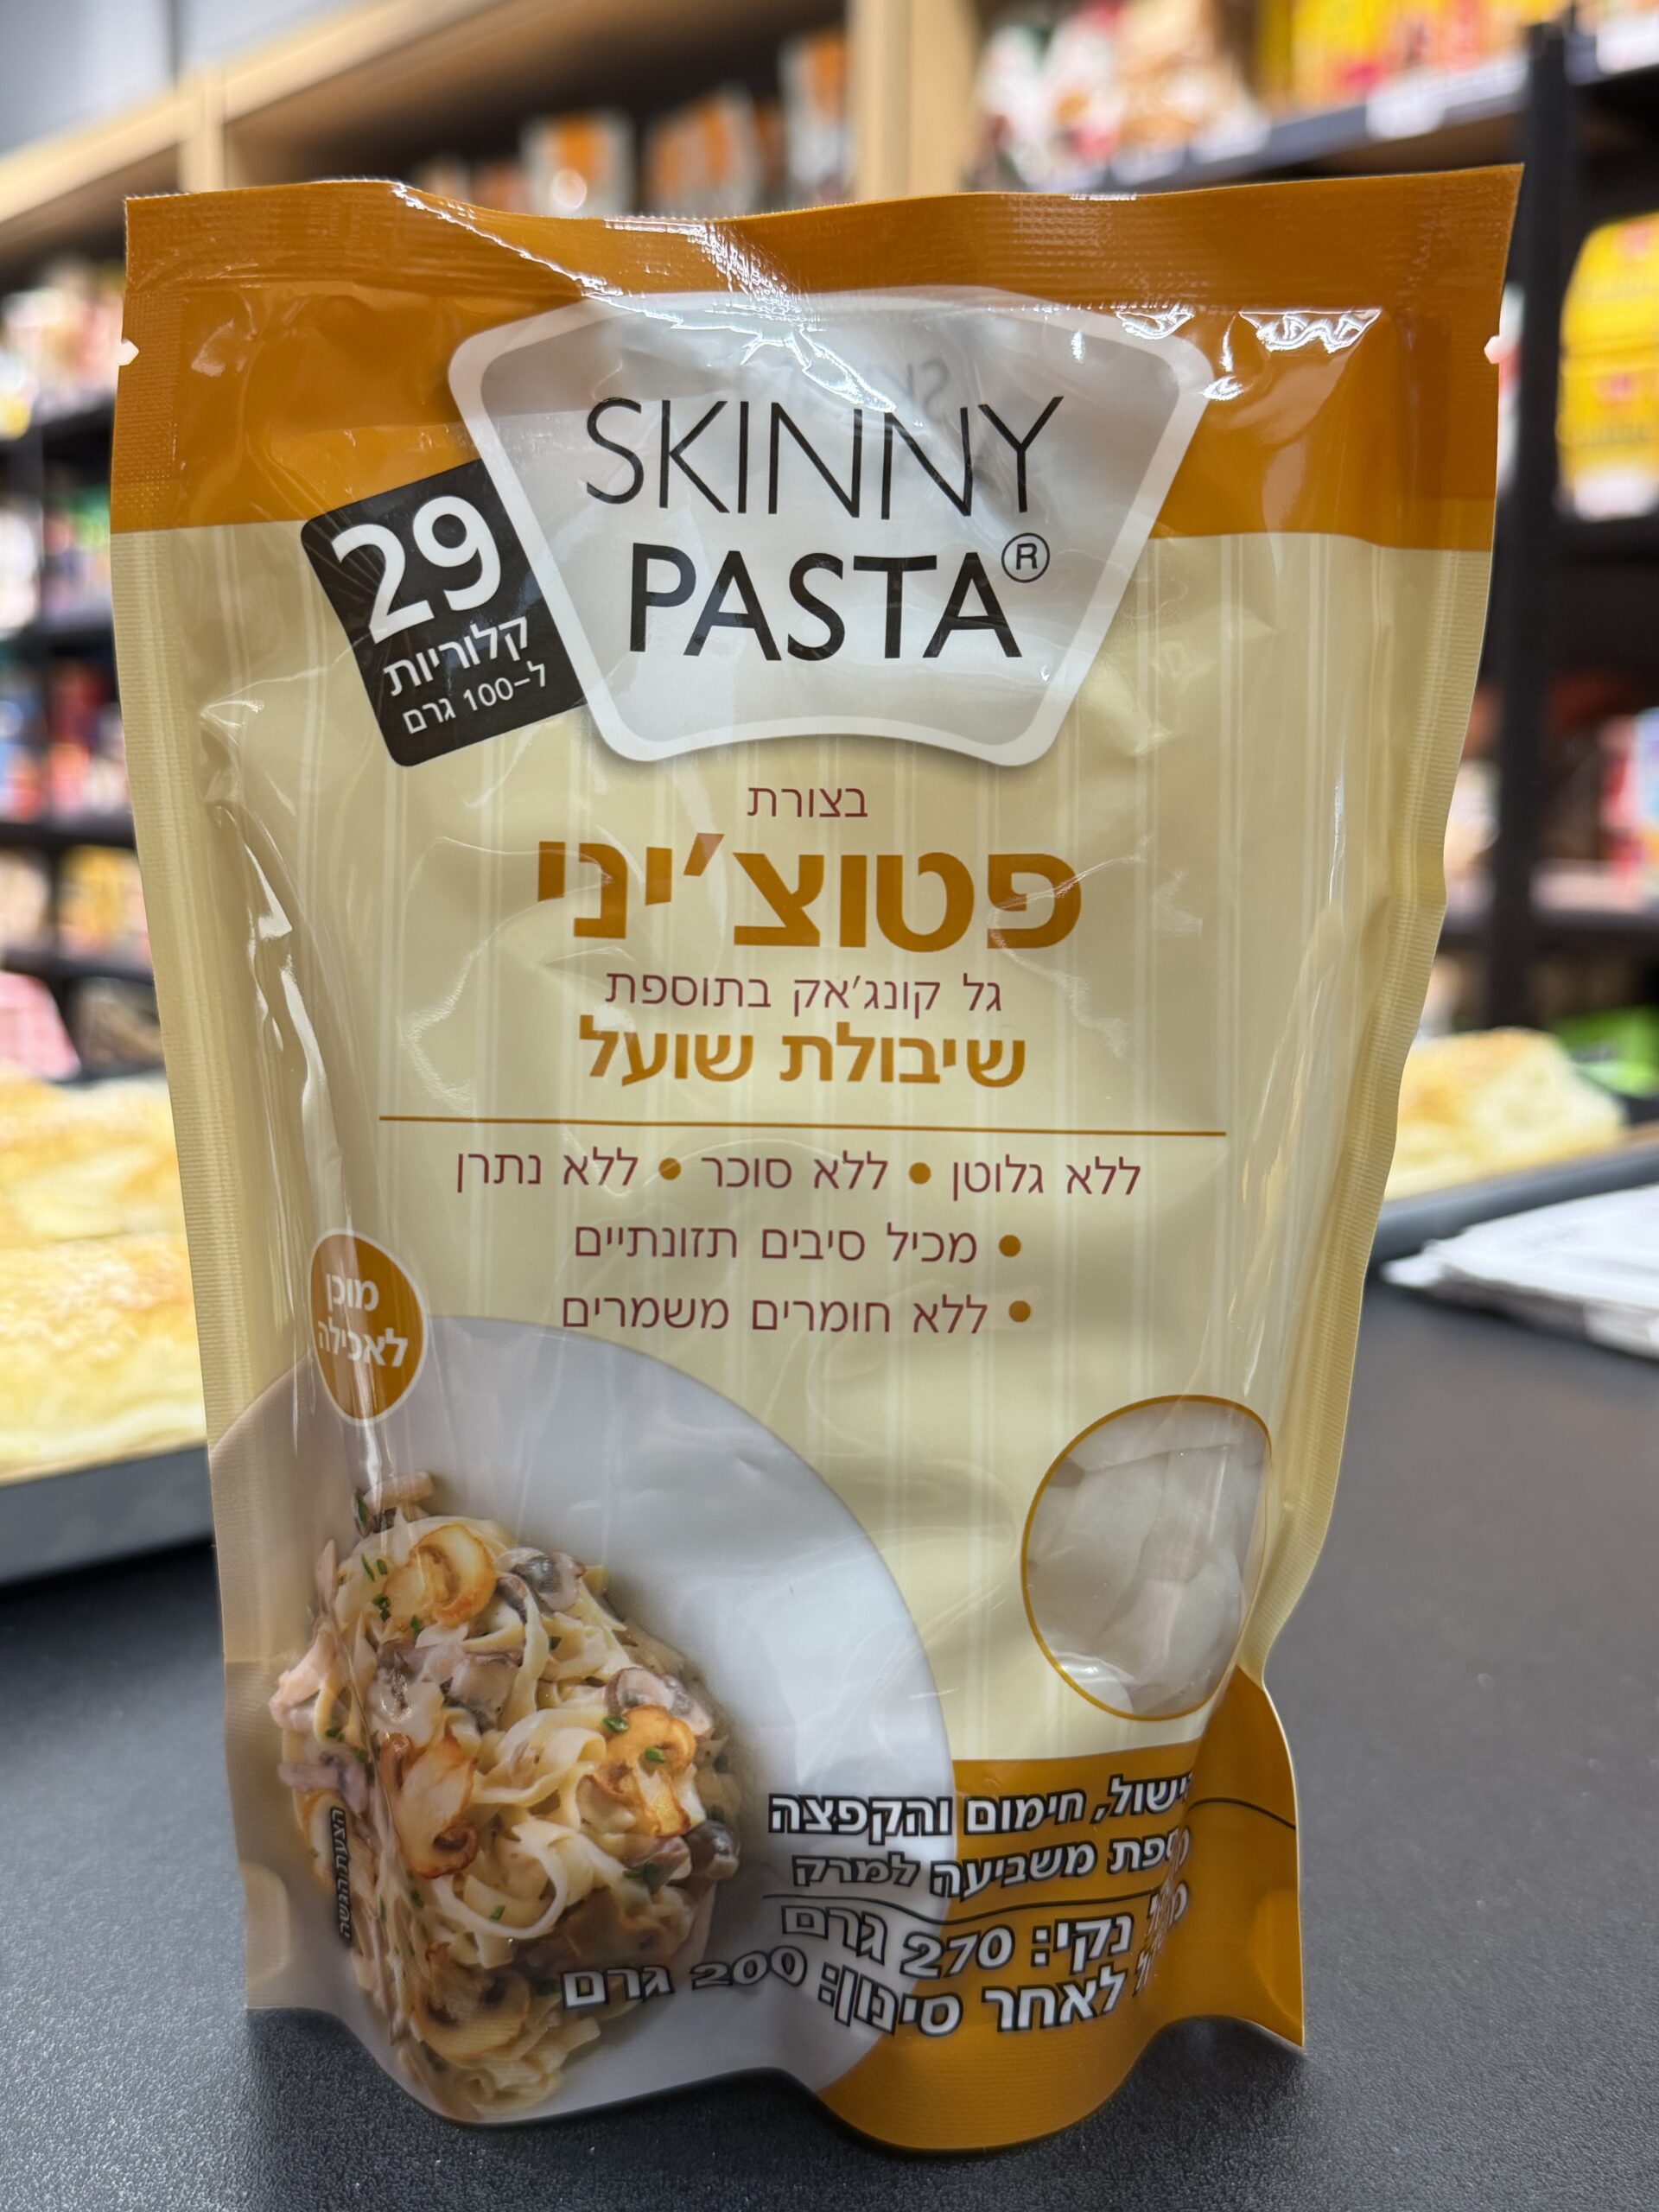 SKINNY
PASTA®
29
קלוריות
ל-100 גרם
בצורת
פטוצ'יני
גל קונג'אק בתוספת
שיבולת שועל
ללא גלוטן • ללא סוכר • ללא נתרן
• מכיל סיבים תזונתיים
• ללא חומרים משמרים
מוכן
לאכילה
חימום והקפצה
משביעה למרק
נקי: 270 גרם
לאחר סינון: 200 גרם
הצעת הגשה